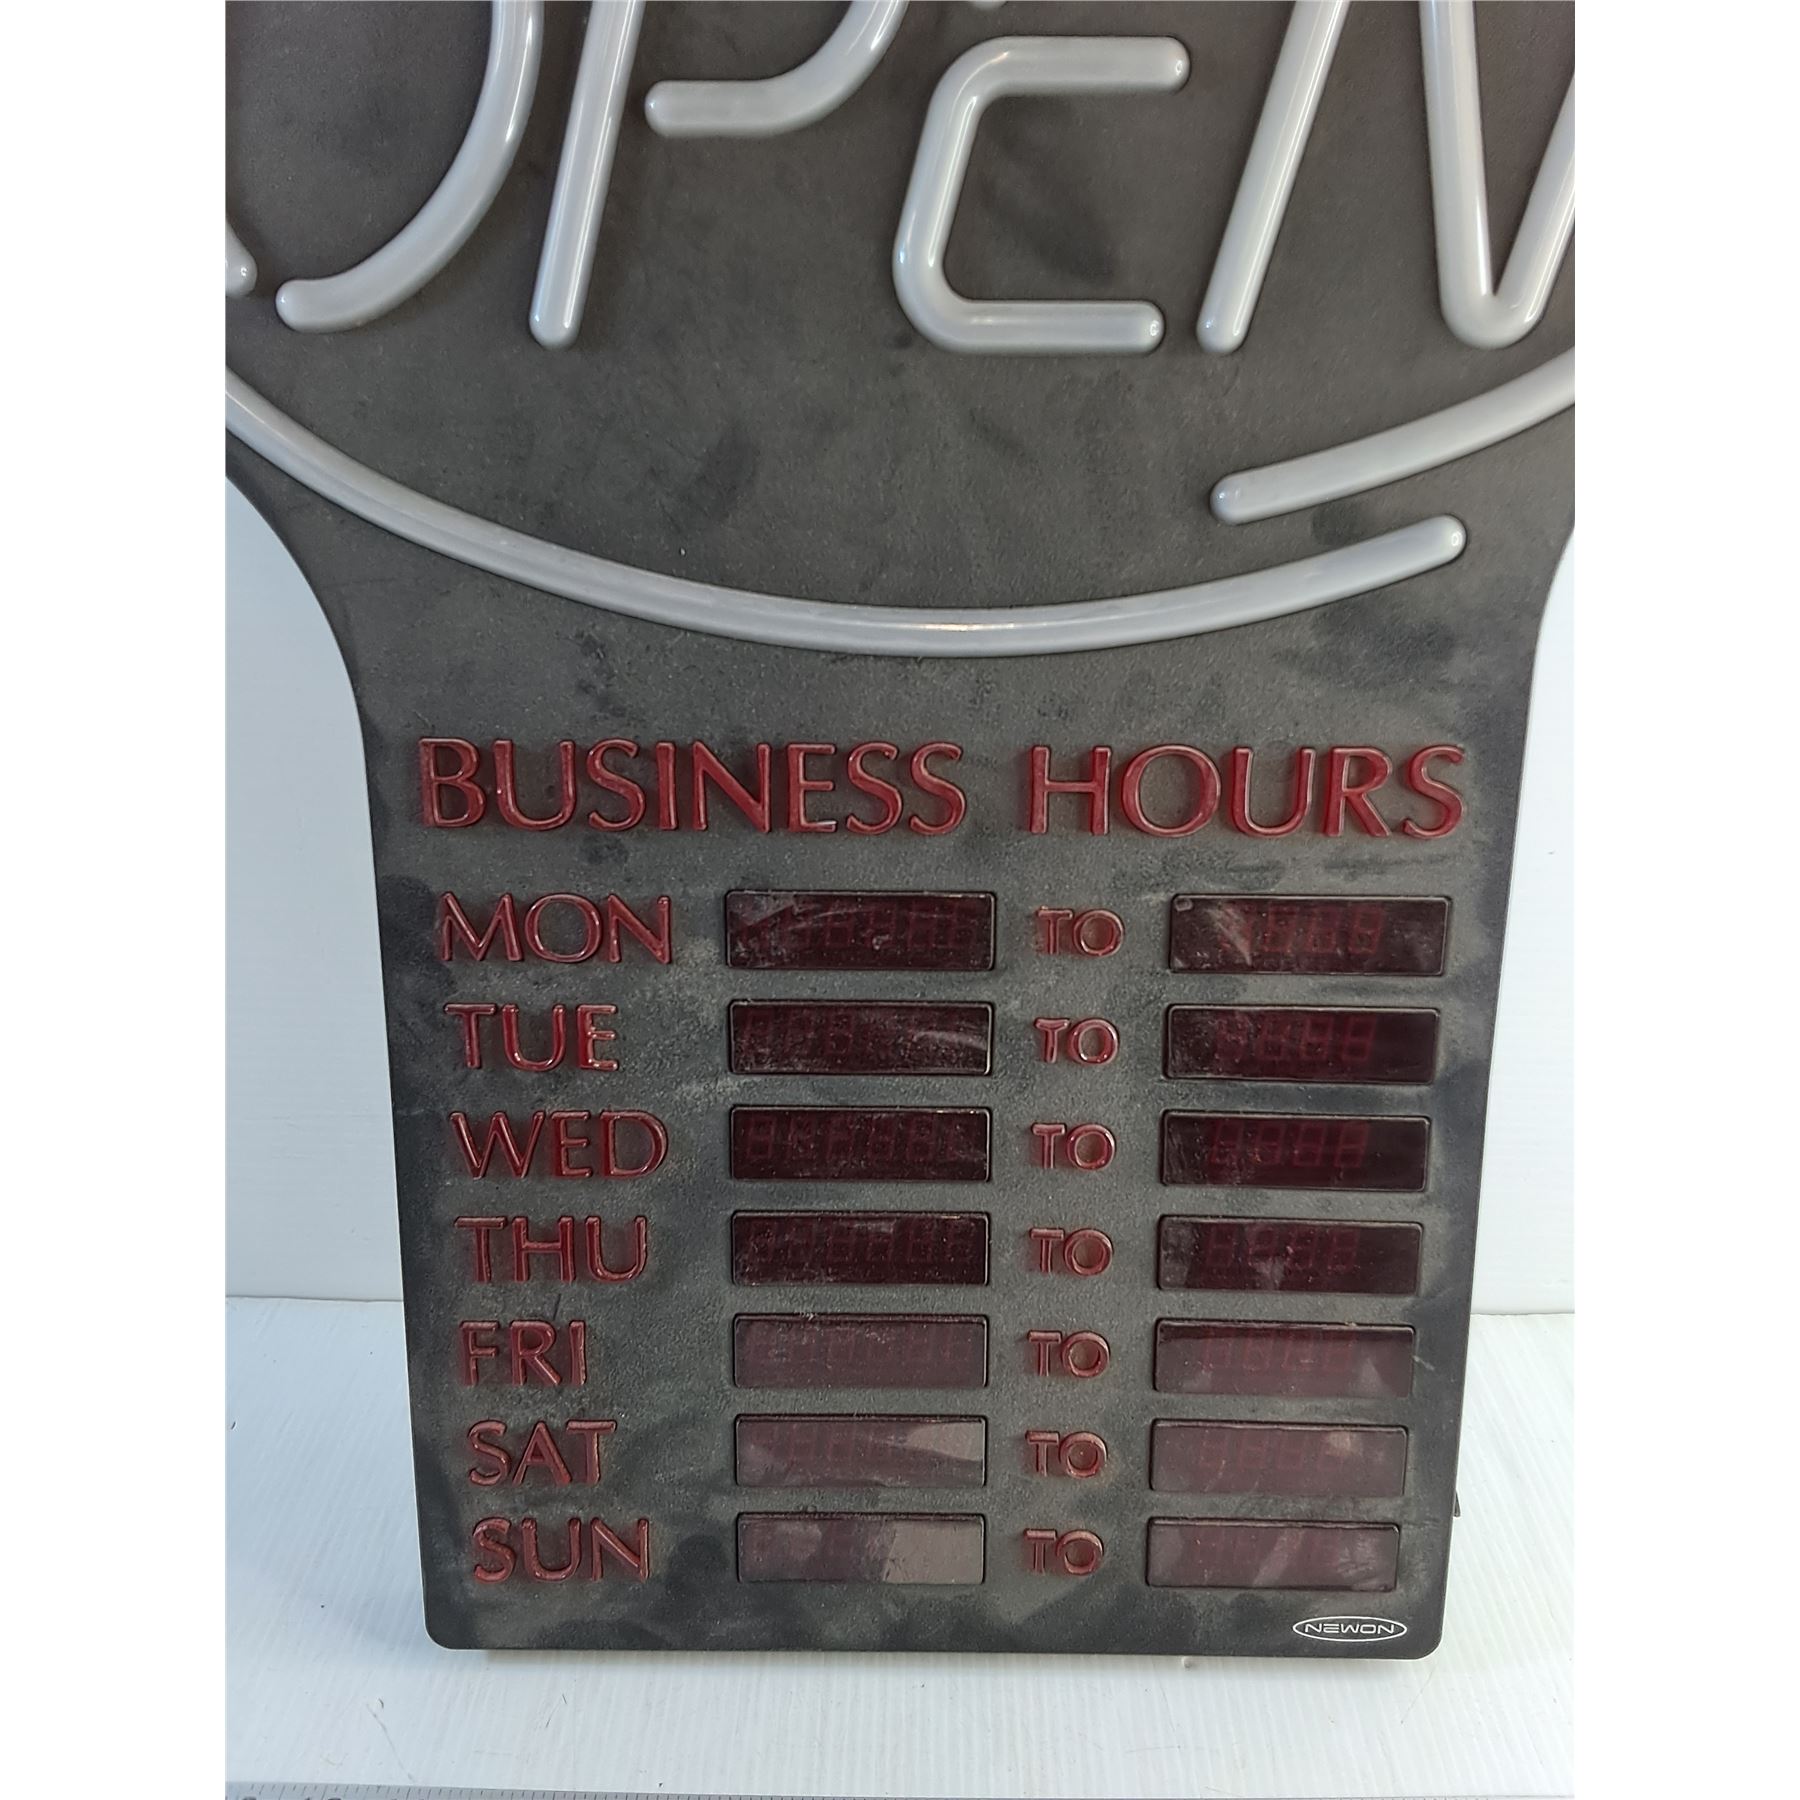 OPEN
BUSINESS HOURS
MON TO
TUE TO
WED TO
THU TO
FRI TO
SAT TO
SUN TO
NEWON